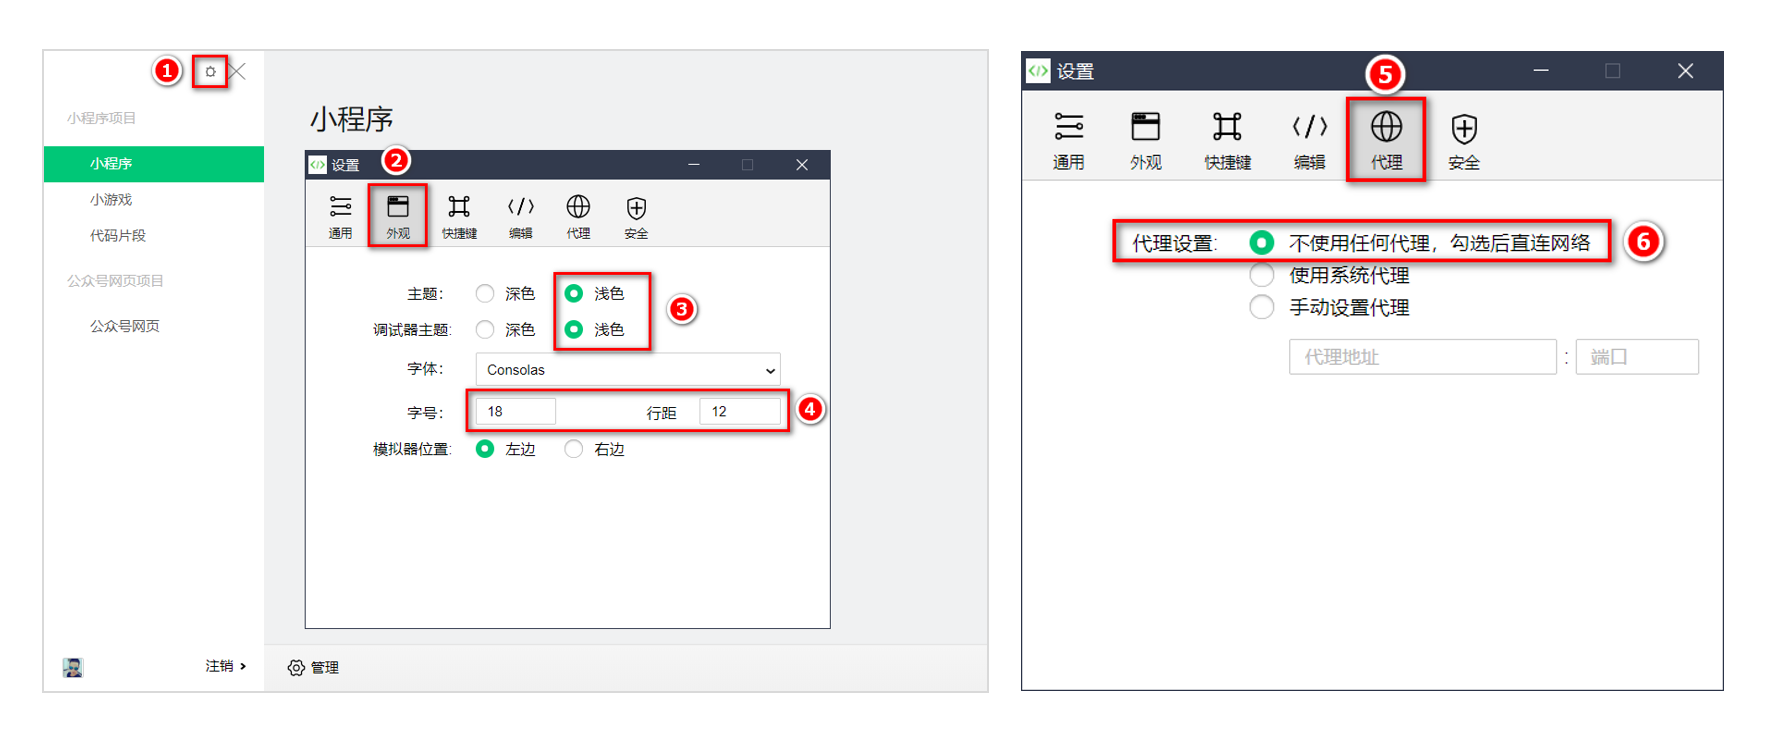 1
小程序项目
小程序
小游戏
代码片段
公众号网页项目
公众号网页
注销
小程序
设置
2
通用 外观 快捷键 编辑 代理 安全
主题: 深色 浅色
3
调试器主题: 深色 浅色
字体: Consolas
字号: 18 行距 12
4
模拟器位置: 左边 右边
管理
设置
5
通用 外观 快捷键 编辑 代理 安全
代理设置: 不使用任何代理，勾选后直连网络
6
使用系统代理
手动设置代理
代理地址 : 端口